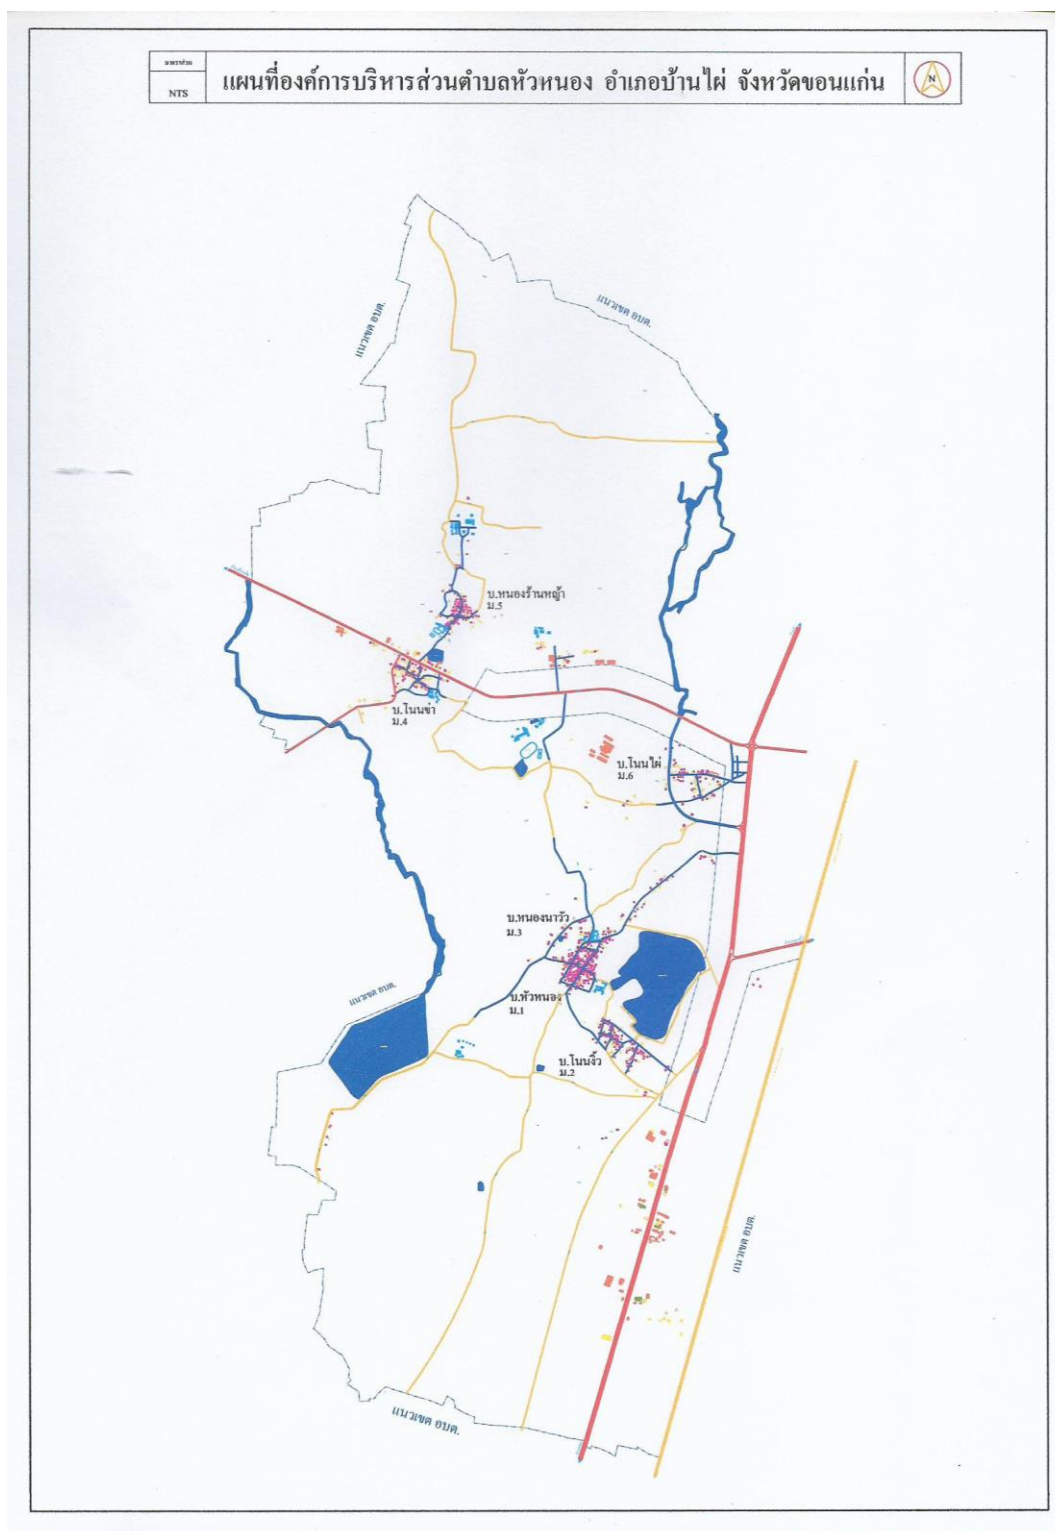 มาตราส่วน
NTS
แผนที่องค์การบริหารส่วนตำบลหัวหนอง อำเภอบ้านไผ่ จังหวัดขอนแก่น
N
แนวเขต อบต.
แนวเขต อบต.
บ.หนองร้านหญ้า
ม.5
บ.โนนข่า
ม.4
บ.โนนไผ่
ม.6
บ.หนองนาวัว
ม.3
แนวเขต อบต.
บ.หัวหนอง
ม.1
บ.โนนงิ้ว
ม.2
แนวเขต อบต.
แนวเขต อบต.